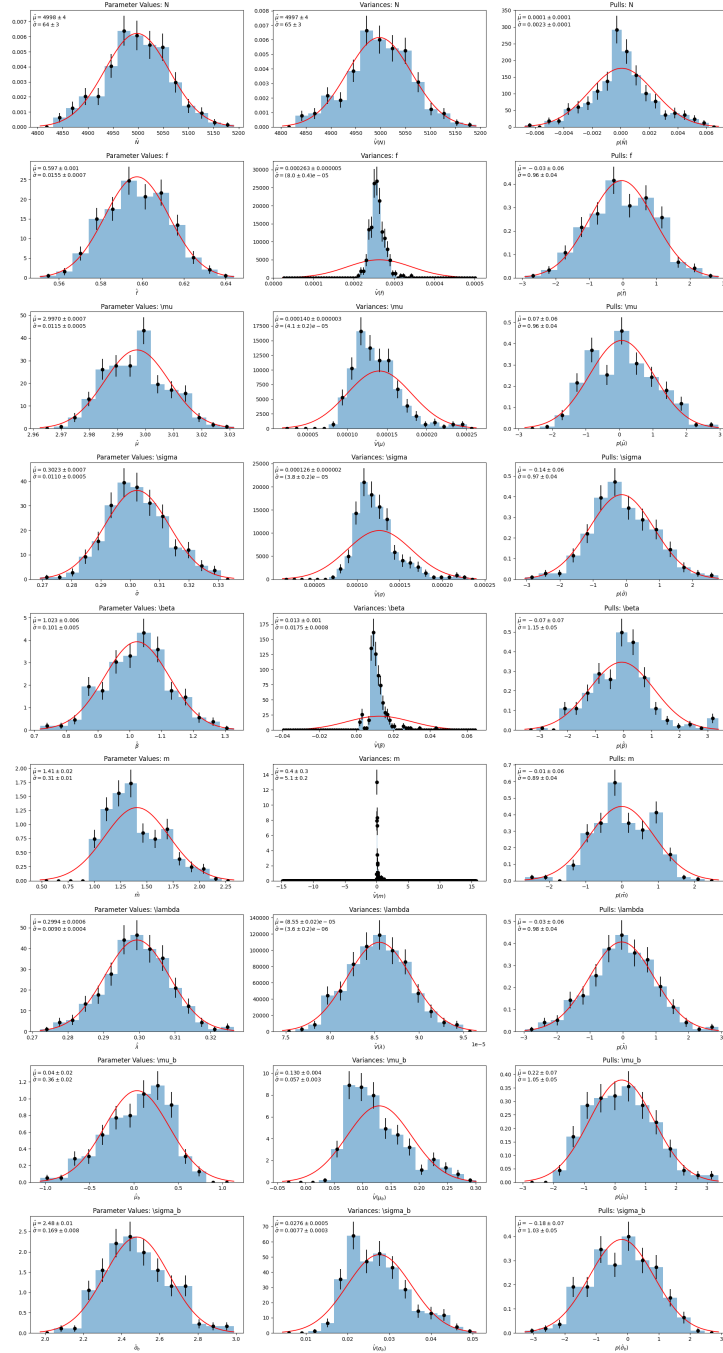 Parameter Values: N
μ̂ = 4998 ± 4
σ̂ = 64 ± 3
N̂
Variances: N
μ̂ = 4997 ± 4
σ̂ = 65 ± 3
v̂(N)
Pulls: N
μ̂ = 0.0001 ± 0.0001
σ̂ = 0.0023 ± 0.0001
p(N̂)
Parameter Values: f
μ̂ = 0.597 ± 0.001
σ̂ = 0.0155 ± 0.0007
f̂
Variances: f
μ̂ = 0.000263 ± 0.000005
σ̂ = (8.0 ± 0.4)e − 05
v̂(f)
Pulls: f
μ̂ = − 0.03 ± 0.06
σ̂ = 0.96 ± 0.04
p(f̂)
Parameter Values: \mu
μ̂ = 2.9970 ± 0.0007
σ̂ = 0.0115 ± 0.0005
μ̂
Variances: \mu
μ̂ = 0.000140 ± 0.000003
σ̂ = (4.1 ± 0.2)e − 05
v̂(μ)
Pulls: \mu
μ̂ = 0.07 ± 0.06
σ̂ = 0.96 ± 0.04
p(μ̂)
Parameter Values: \sigma
μ̂ = 0.3023 ± 0.0007
σ̂ = 0.0110 ± 0.0005
σ̂
Variances: \sigma
μ̂ = 0.000126 ± 0.000002
σ̂ = (3.8 ± 0.2)e − 05
v̂(σ)
Pulls: \sigma
μ̂ = − 0.14 ± 0.06
σ̂ = 0.97 ± 0.04
p(σ̂)
Parameter Values: \beta
μ̂ = 1.023 ± 0.006
σ̂ = 0.101 ± 0.005
β̂
Variances: \beta
μ̂ = 0.013 ± 0.001
σ̂ = 0.0175 ± 0.0008
v̂(β)
Pulls: \beta
μ̂ = − 0.07 ± 0.07
σ̂ = 1.15 ± 0.05
p(β̂)
Parameter Values: m
μ̂ = 1.41 ± 0.02
σ̂ = 0.31 ± 0.01
m̂
Variances: m
μ̂ = 0.4 ± 0.3
σ̂ = 5.1 ± 0.2
v̂(m)
Pulls: m
μ̂ = − 0.01 ± 0.06
σ̂ = 0.89 ± 0.04
p(m̂)
Parameter Values: \lambda
μ̂ = 0.2994 ± 0.0006
σ̂ = 0.0090 ± 0.0004
λ̂
Variances: \lambda
μ̂ = (8.55 ± 0.02)e − 05
σ̂ = (3.6 ± 0.2)e − 06
1e−5
v̂(λ)
Pulls: \lambda
μ̂ = − 0.03 ± 0.06
σ̂ = 0.98 ± 0.04
p(λ̂)
Parameter Values: \mu_b
μ̂ = 0.04 ± 0.02
σ̂ = 0.36 ± 0.02
μ̂b
Variances: \mu_b
μ̂ = 0.130 ± 0.004
σ̂ = 0.057 ± 0.003
v̂(μb)
Pulls: \mu_b
μ̂ = 0.22 ± 0.07
σ̂ = 1.05 ± 0.05
p(μ̂b)
Parameter Values: \sigma_b
μ̂ = 2.48 ± 0.01
σ̂ = 0.169 ± 0.008
σ̂b
Variances: \sigma_b
μ̂ = 0.0276 ± 0.0005
σ̂ = 0.0077 ± 0.0003
v̂(σb)
Pulls: \sigma_b
μ̂ = − 0.18 ± 0.07
σ̂ = 1.03 ± 0.05
p(σ̂b)